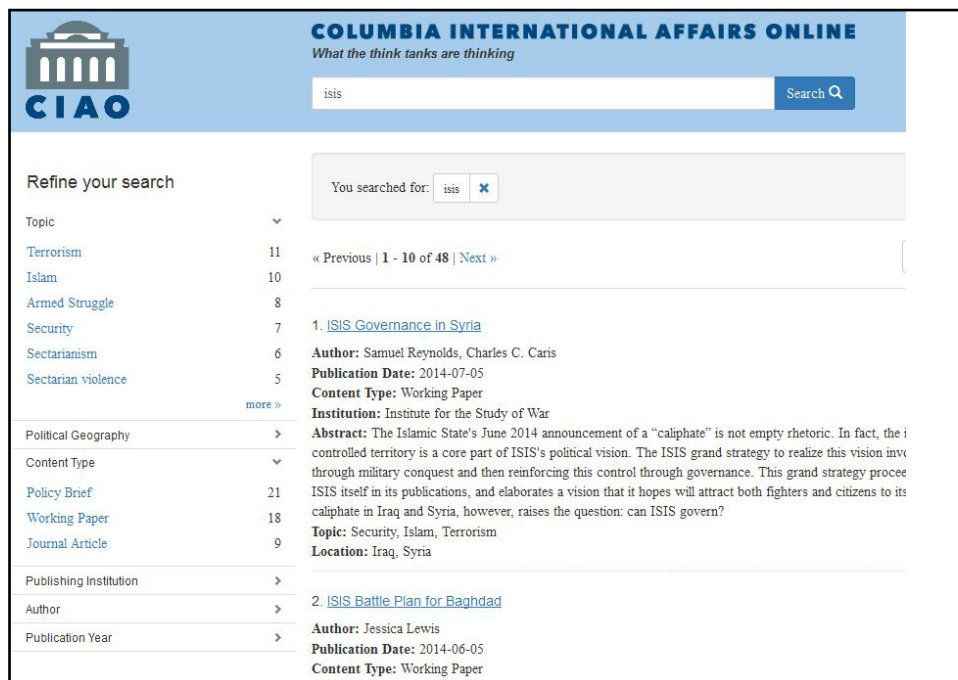 CIAO
COLUMBIA INTERNATIONAL AFFAIRS ONLINE
What the think tanks are thinking
isis
Search
Refine your search
Topic
Terrorism 11
Islam 10
Armed Struggle 8
Security 7
Sectarianism 6
Sectarian violence 5
more »
Political Geography
Content Type
Policy Brief 21
Working Paper 18
Journal Article 9
Publishing Institution
Author
Publication Year
You searched for: isis
« Previous | 1 - 10 of 48 | Next »
1. ISIS Governance in Syria
Author: Samuel Reynolds, Charles C. Caris
Publication Date: 2014-07-05
Content Type: Working Paper
Institution: Institute for the Study of War
Abstract: The Islamic State's June 2014 announcement of a “caliphate” is not empty rhetoric. In fact, the
controlled territory is a core part of ISIS's political vision. The ISIS grand strategy to realize this vision
through military conquest and then reinforcing this control through governance. This grand strategy
ISIS itself in its publications, and elaborates a vision that it hopes will attract both fighters and citizens to its
caliphate in Iraq and Syria, however, raises the question: can ISIS govern?
Topic: Security, Islam, Terrorism
Location: Iraq, Syria
2. ISIS Battle Plan for Baghdad
Author: Jessica Lewis
Publication Date: 2014-06-05
Content Type: Working Paper